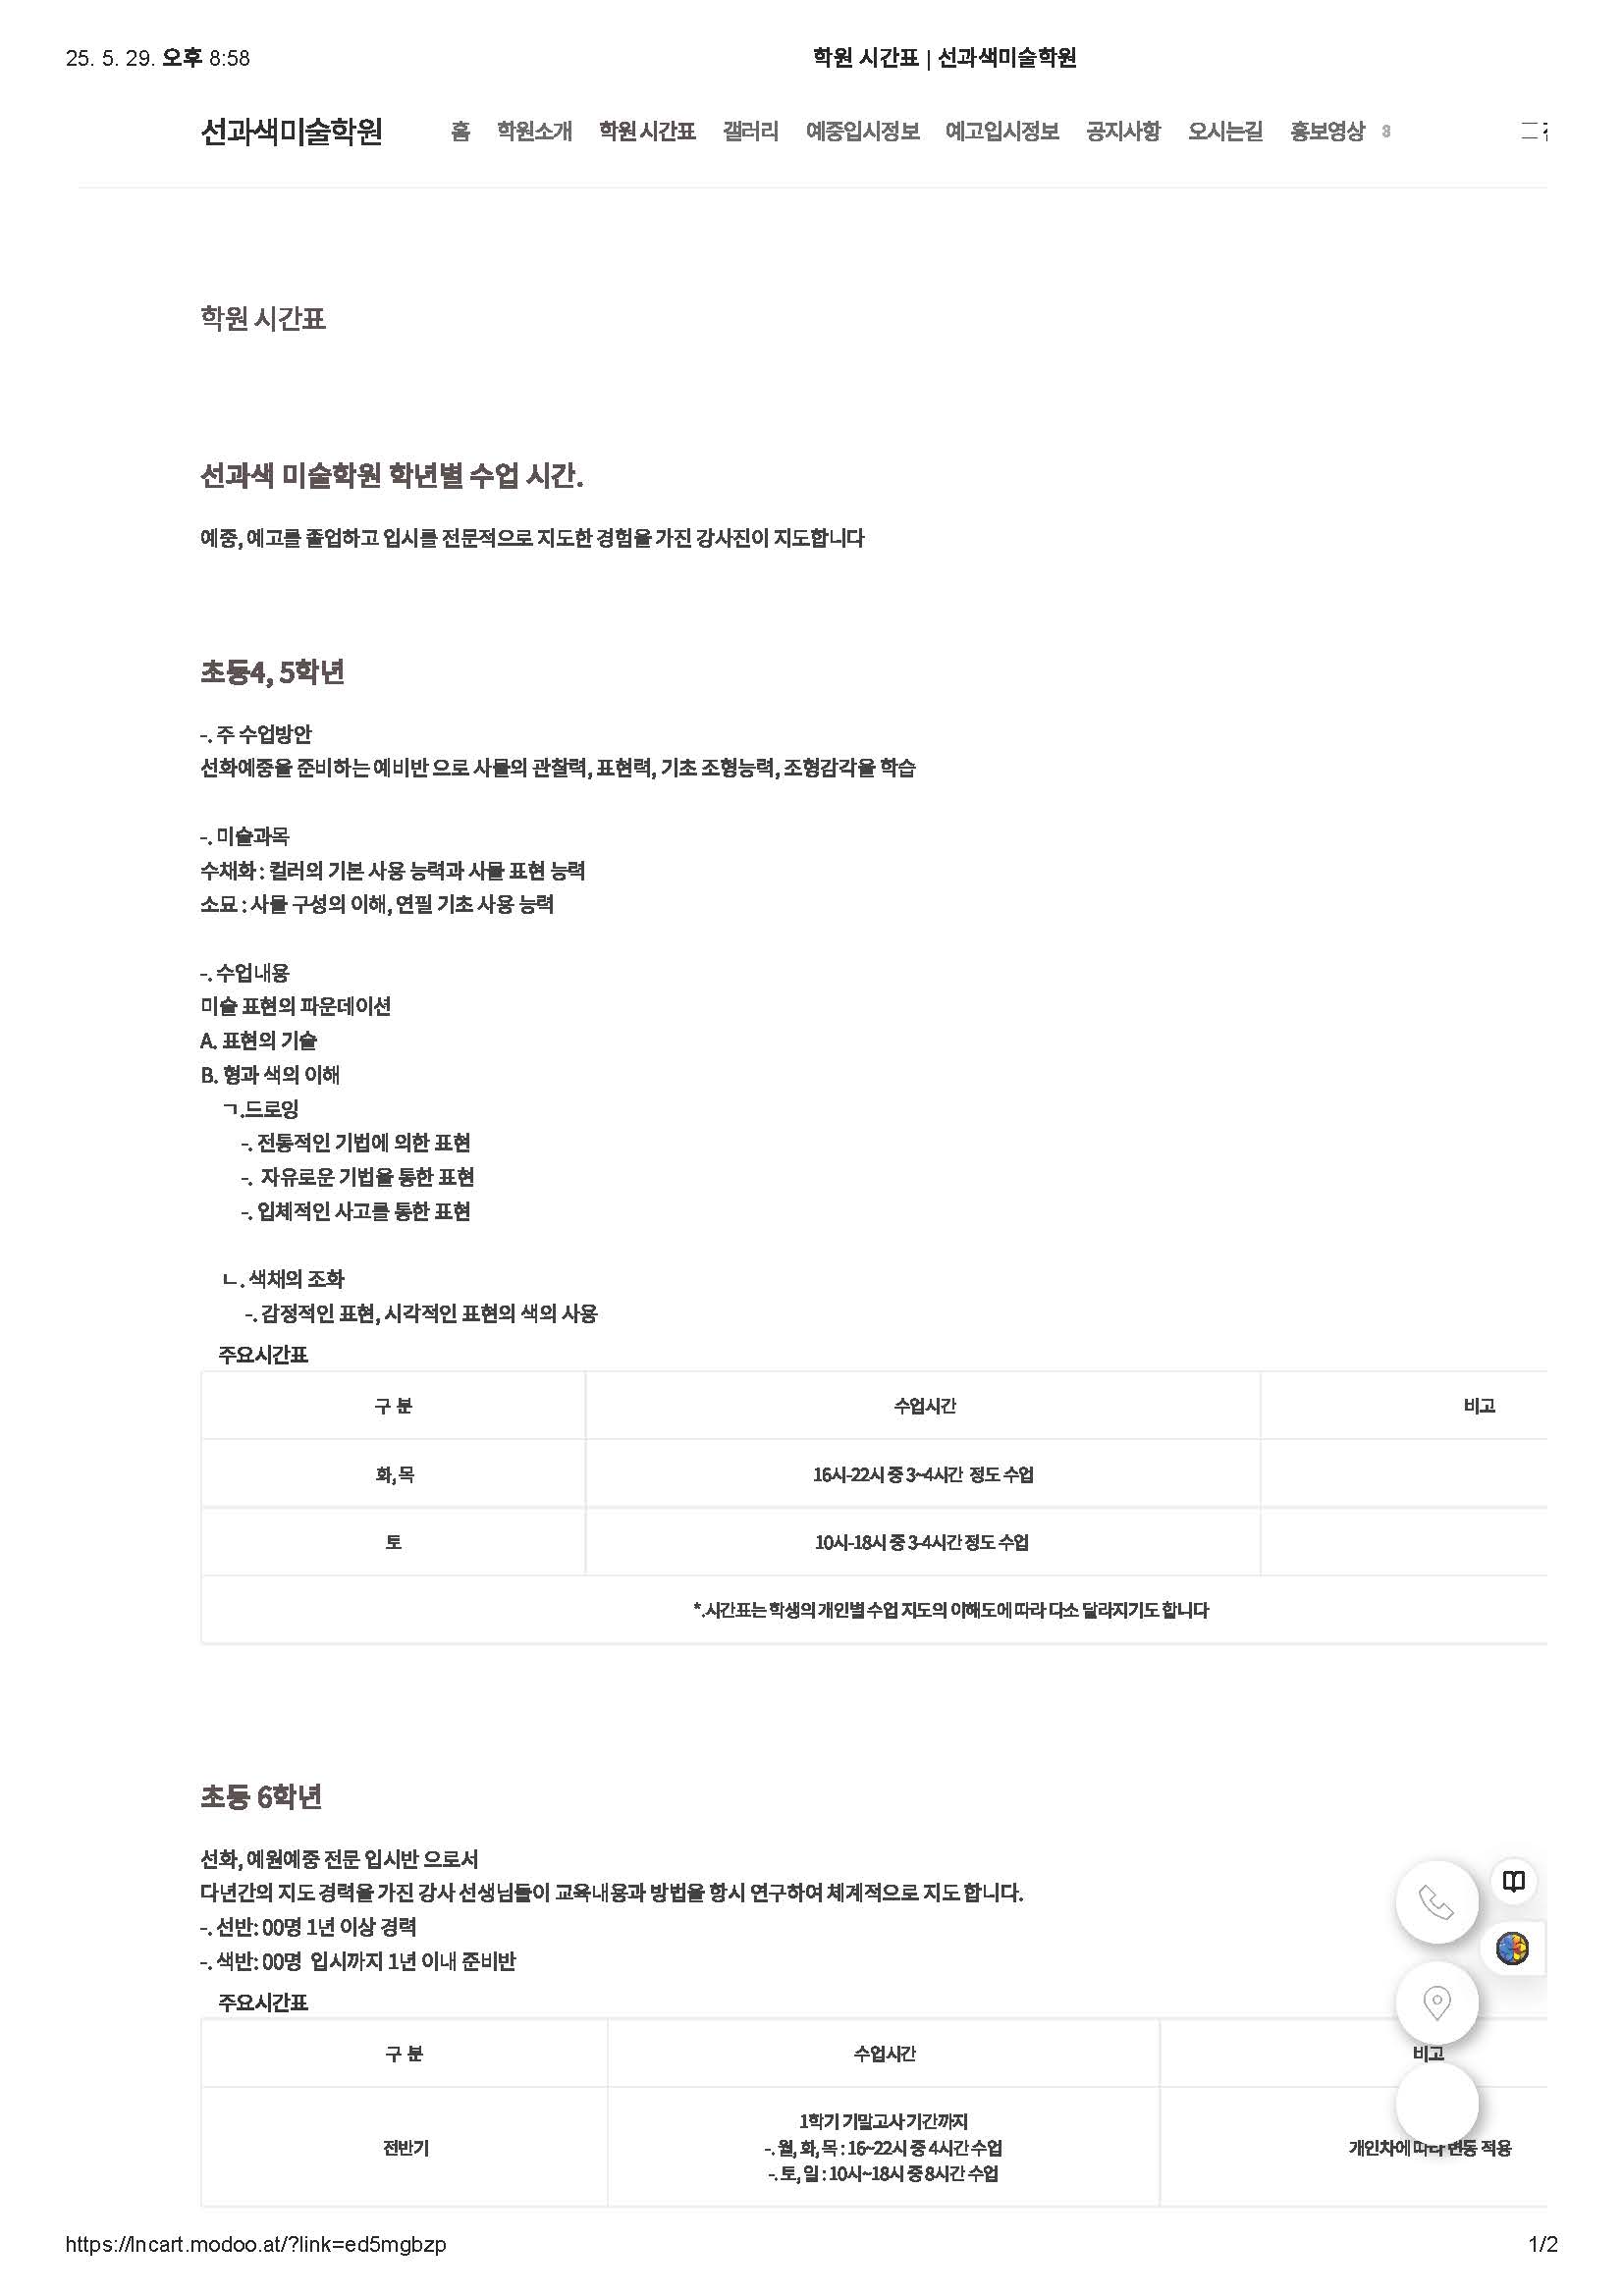 25. 5. 29. 오후 8:58
학원 시간표 | 선과색미술학원
선과색미술학원 홈 학원소개 학원 시간표 갤러리 예중입시정보 예고입시정보 공지사항 오시는길 홍보영상 8
학원 시간표
선과색 미술학원 학년별 수업 시간.
예중, 예고를 졸업하고 입시를 전문적으로 지도한 경험을 가진 강사진이 지도합니다
초등4, 5학년
-. 주 수업방안
선화예중을 준비하는 예비반 으로 사물의 관찰력, 표현력, 기초 조형능력, 조형감각을 학습
-. 미술과목
수채화 : 컬러의 기본 사용 능력과 사물 표현 능력
소묘 : 사물 구성의 이해, 연필 기초 사용 능력
-. 수업내용
미술 표현의 파운데이션
A. 표현의 기술
B. 형과 색의 이해
ㄱ.드로잉
-. 전통적인 기법에 의한 표현
-. 자유로운 기법을 통한 표현
-. 입체적인 사고를 통한 표현
ㄴ. 색채의 조화
-. 감정적인 표현, 시각적인 표현의 색의 사용
주요시간표
구 분 수업시간 비고
화, 목 16시-22시 중 3~4시간 정도 수업
토 10시-18시 중 3-4시간 정도 수업
*.시간표는 학생의 개인별 수업 지도의 이해도에 따라 다소 달라지기도 합니다
초등 6학년
선화, 예원예중 전문 입시반 으로서
다년간의 지도 경력을 가진 강사 선생님들이 교육내용과 방법을 항시 연구하여 체계적으로 지도 합니다.
-. 선반: 00명 1년 이상 경력
-. 색반: 00명 입시까지 1년 이내 준비반
주요시간표
구 분 수업시간 비고
1학기 기말고사 기간까지
전반기 -. 월, 화, 목 : 16~22시 중 4시간 수업 개인차에 따라 변동 적용
-. 토, 일 : 10시~18시 중 8시간 수업
https://lncart.modoo.at/?link=ed5mgbzp
1/2